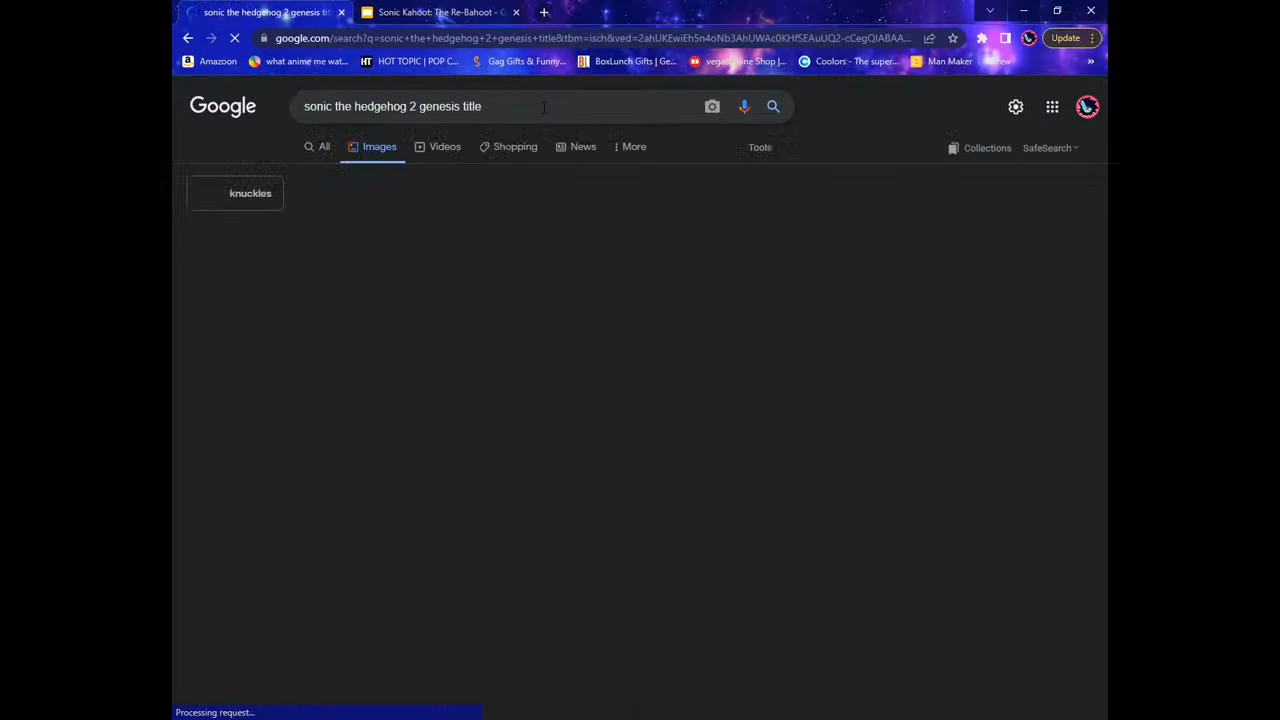 sonic the hedgehog 2 genesis tit
Sonic Kahoot: The Re-Bahoot - G
google.com/search?q=sonic+the+hedgehog+2+genesis+title&tbm=isch&ved=2ahUKEwiEh5n4oNb3AhUWAc0KHfSEAuUQ2-cCegQIABAA...
Update
Amazon
what anime me wat...
HOT TOPIC | POP C...
Gag Gifts & Funny...
BoxLunch Gifts | Ge...
Coolors - The super...
Man Maker
Google
sonic the hedgehog 2 genesis title
All
Images
Videos
Shopping
News
More
Tools
Collections
SafeSearch
knuckles
Processing request...